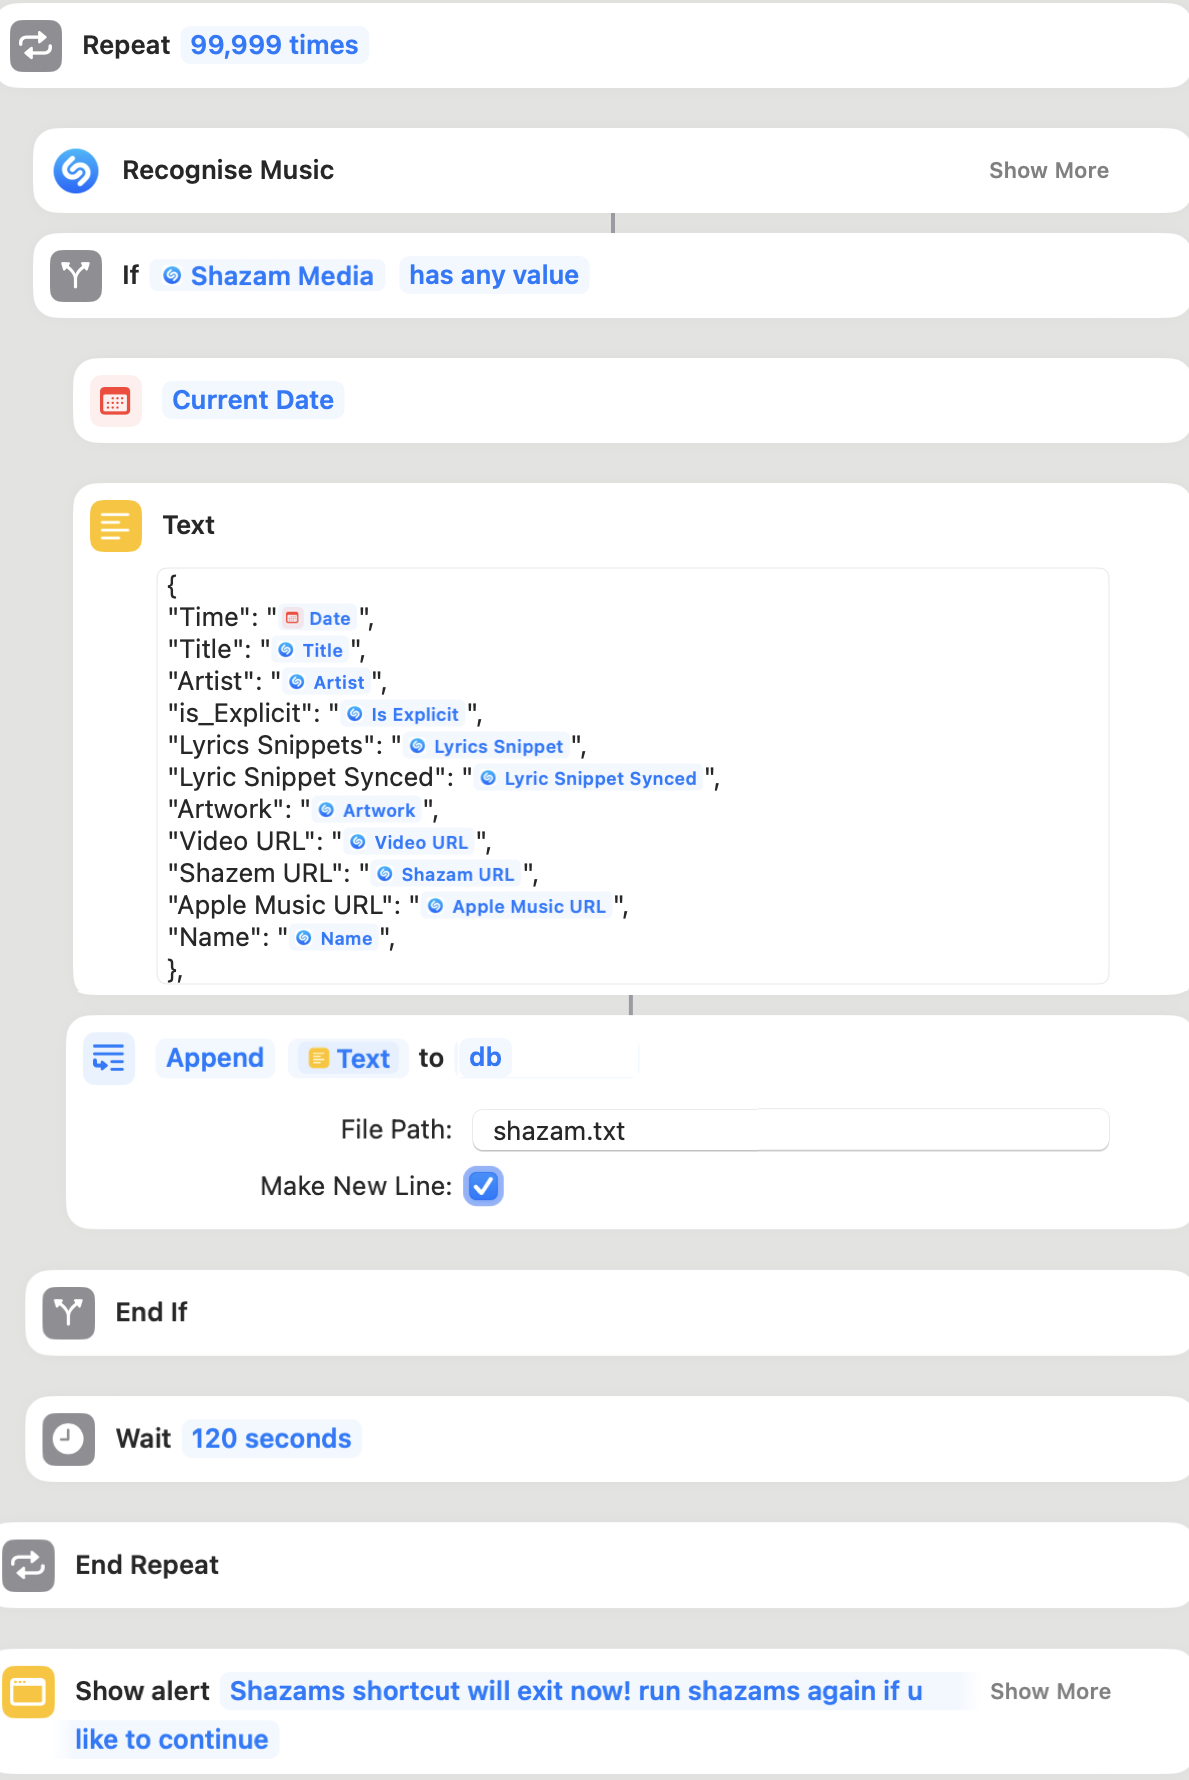 Repeat 99,999 times
Recognise Music Show More
If Shazam Media has any value
Current Date
Text
{
"Time": " Date ",
"Title": " Title ",
"Artist": " Artist ",
"is_Explicit": " Is Explicit ",
"Lyrics Snippets": " Lyrics Snippet ",
"Lyric Snippet Synced": " Lyric Snippet Synced ",
"Artwork": " Artwork ",
"Video URL": " Video URL ",
"Shazem URL": " Shazam URL ",
"Apple Music URL": " Apple Music URL ",
"Name": " Name ",
},
Append Text to db
File Path: shazam.txt
Make New Line:
End If
Wait 120 seconds
End Repeat
Show alert Shazams shortcut will exit now! run shazams again if u Show More
like to continue